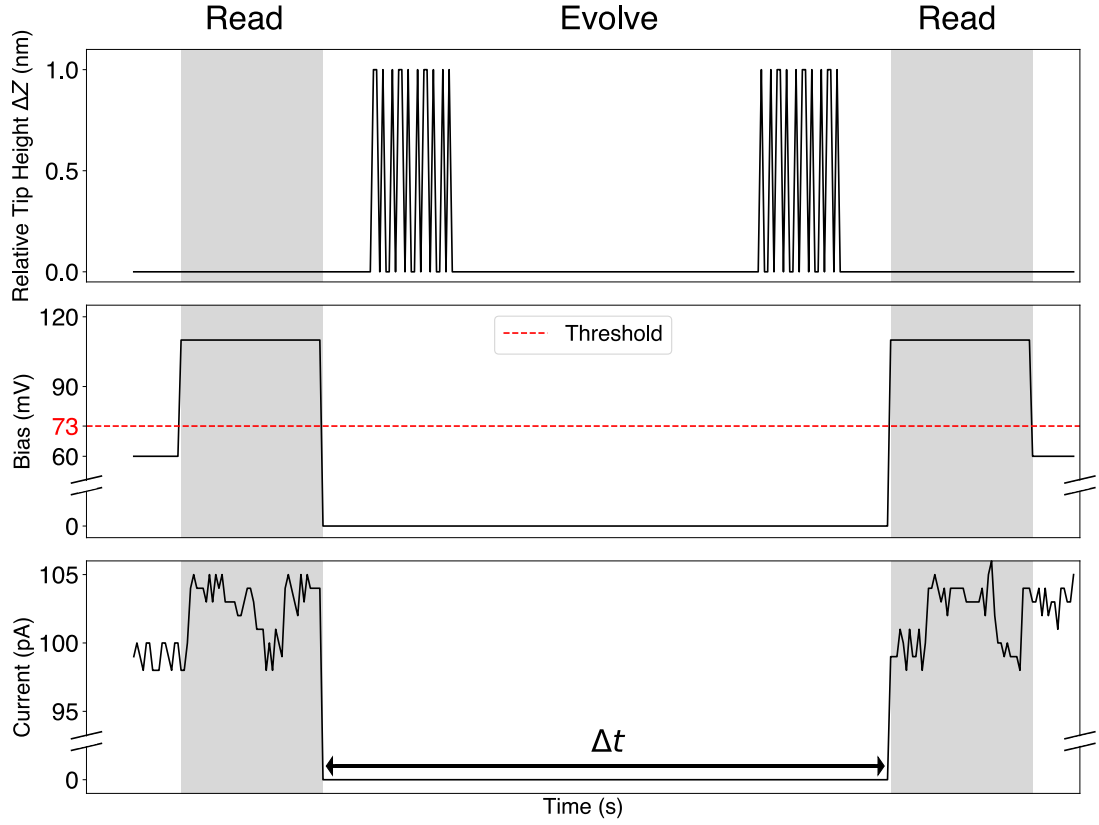 Read Evolve Read
Relative Tip Height ΔZ (nm)
1.0
0.5
0.0
Bias (mV)
120
90
73
60
0
Threshold
Current (pA)
105
100
95
0
Δt
Time (s)